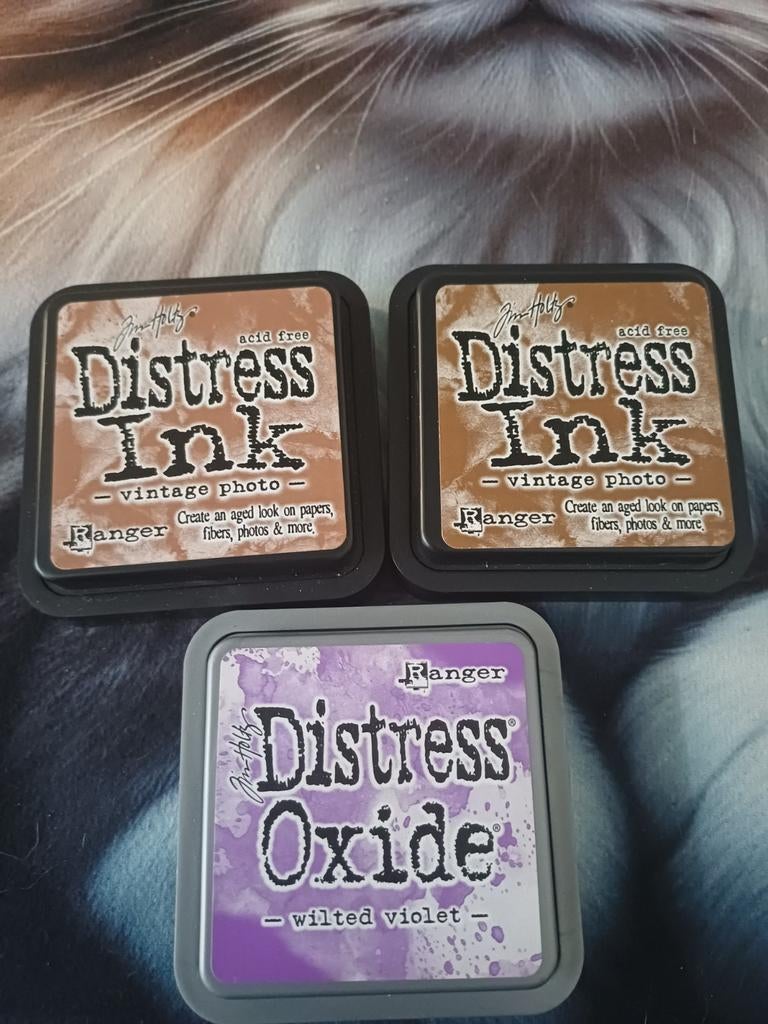 Tim Holtz
acid free
Distress
Ink
— vintage photo —
Ranger
Create an aged look on papers,
fibers, photos & more.
Tim Holtz
acid free
Distress
Ink
— vintage photo —
Ranger
Create an aged look on papers,
fibers, photos & more.
Ranger
Tim Holtz
Distress®
Oxide®
— wilted violet —